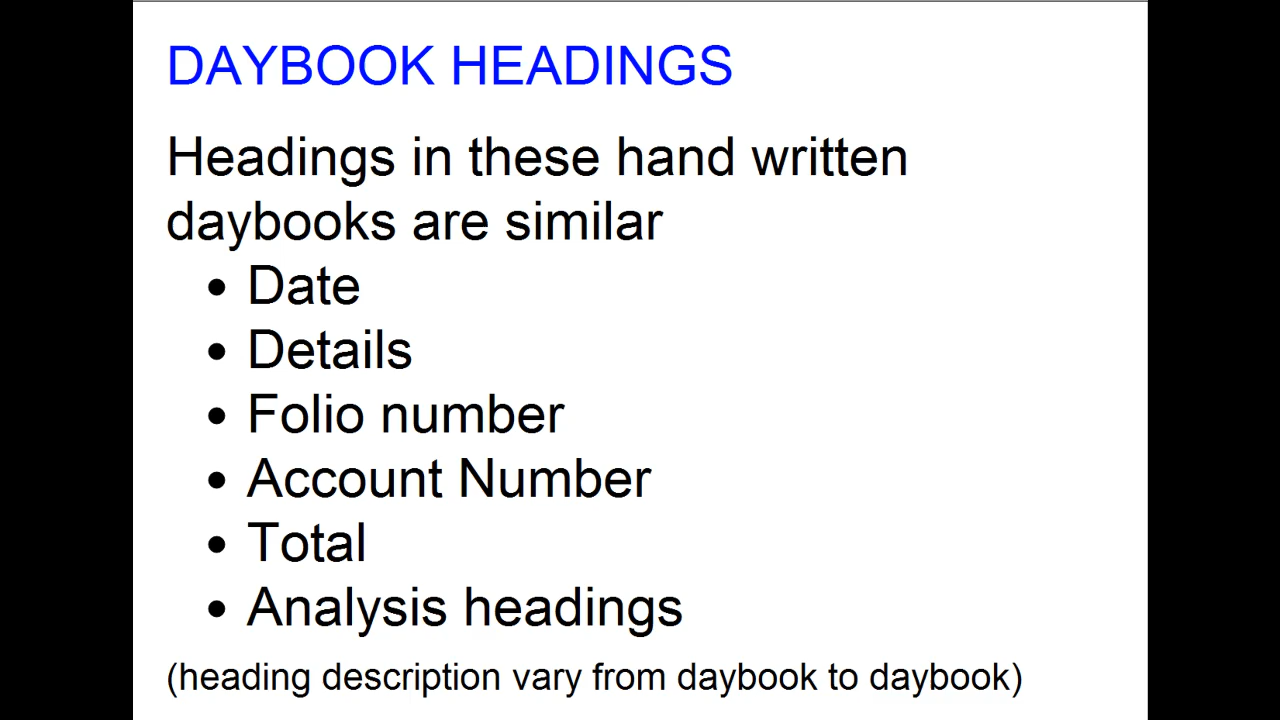 DAYBOOK HEADINGS
Headings in these hand written
daybooks are similar
• Date
• Details
• Folio number
• Account Number
• Total
• Analysis headings
(heading description vary from daybook to daybook)